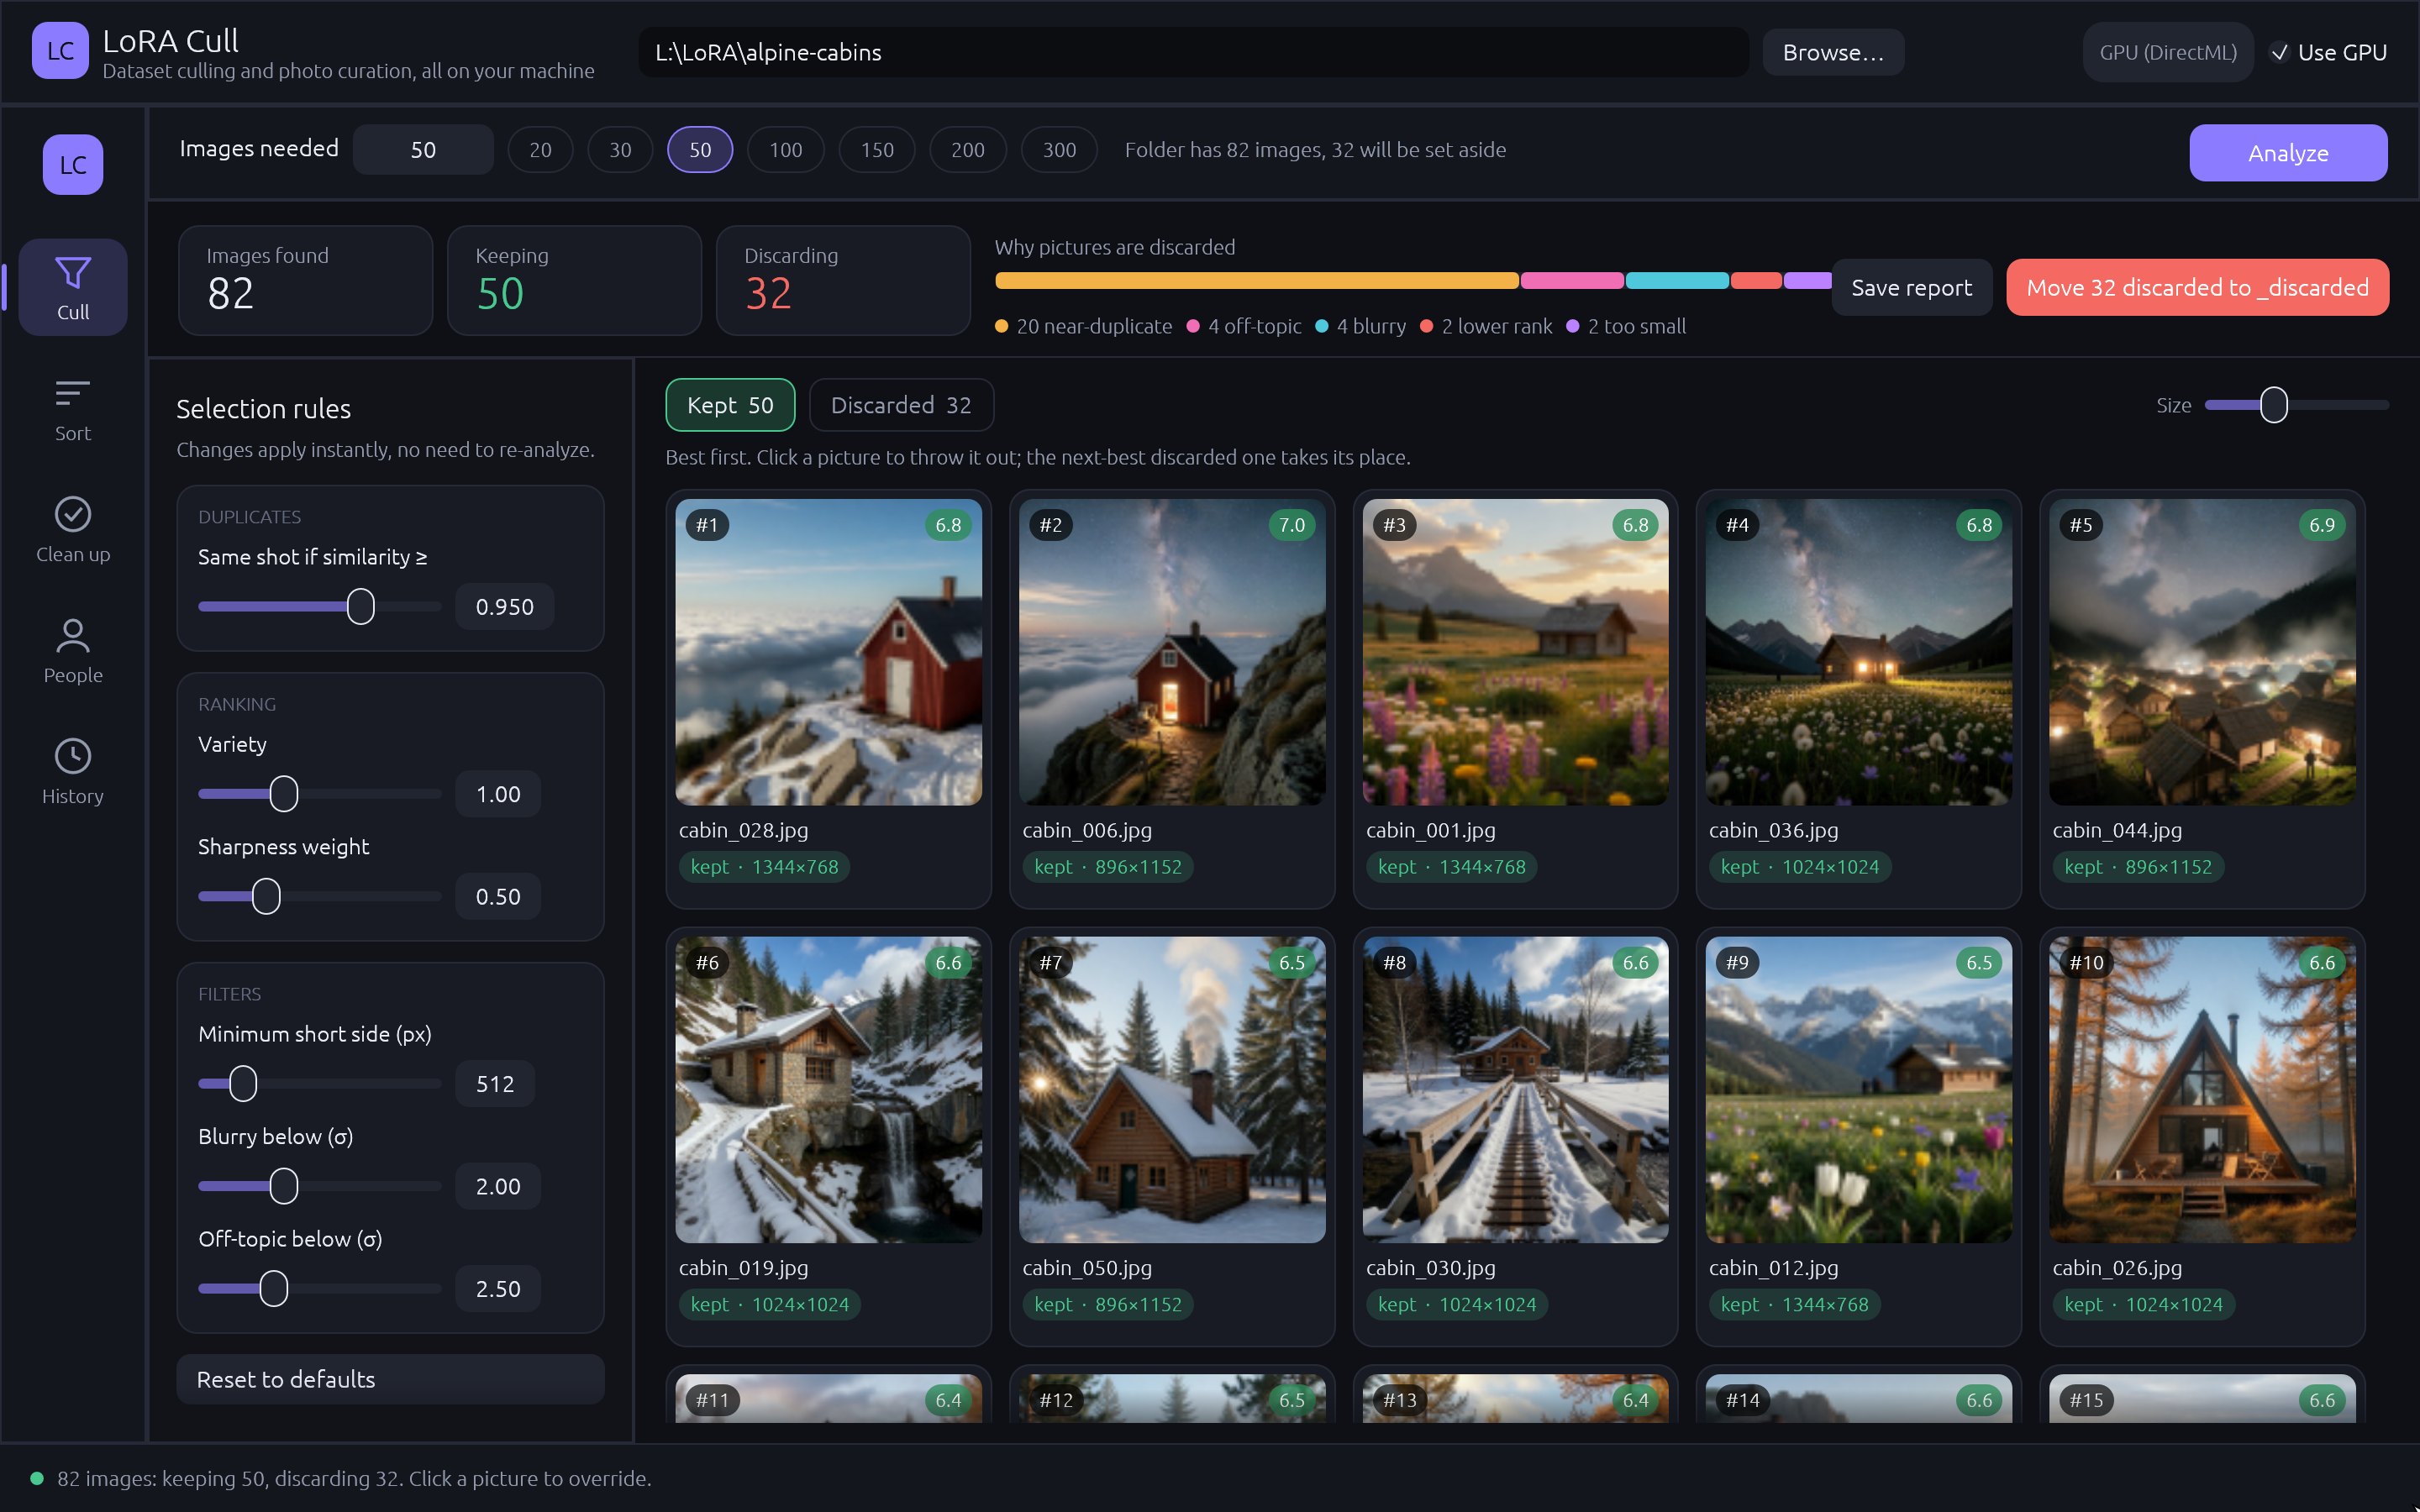 LC
LoRA Cull
Dataset culling and photo curation, all on your machine
L:\LoRA\alpine-cabins
Browse...
GPU (DirectML)
Use GPU
LC
Cull
Sort
Clean up
People
History
Images needed
50
20
30
50
100
150
200
300
Folder has 82 images, 32 will be set aside
Analyze
Images found
82
Keeping
50
Discarding
32
Why pictures are discarded
20 near-duplicate
4 off-topic
4 blurry
2 lower rank
2 too small
Save report
Move 32 discarded to _discarded
Selection rules
Changes apply instantly, no need to re-analyze.
DUPLICATES
Same shot if similarity ≥
0.950
RANKING
Variety
1.00
Sharpness weight
0.50
FILTERS
Minimum short side (px)
512
Blurry below (σ)
2.00
Off-topic below (σ)
2.50
Reset to defaults
Kept 50
Discarded 32
Size
Best first. Click a picture to throw it out; the next-best discarded one takes its place.
#1
6.8
cabin_028.jpg
kept · 1344×768
#2
7.0
cabin_006.jpg
kept · 896×1152
#3
6.8
cabin_001.jpg
kept · 1344×768
#4
6.8
cabin_036.jpg
kept · 1024×1024
#5
6.9
cabin_044.jpg
kept · 896×1152
#6
6.6
cabin_019.jpg
kept · 1024×1024
#7
6.5
cabin_050.jpg
kept · 896×1152
#8
6.6
cabin_030.jpg
kept · 1024×1024
#9
6.5
cabin_012.jpg
kept · 1344×768
#10
6.6
cabin_026.jpg
kept · 1024×1024
#11
6.4
#12
6.5
#13
6.4
#14
6.6
#15
6.6
82 images: keeping 50, discarding 32. Click a picture to override.